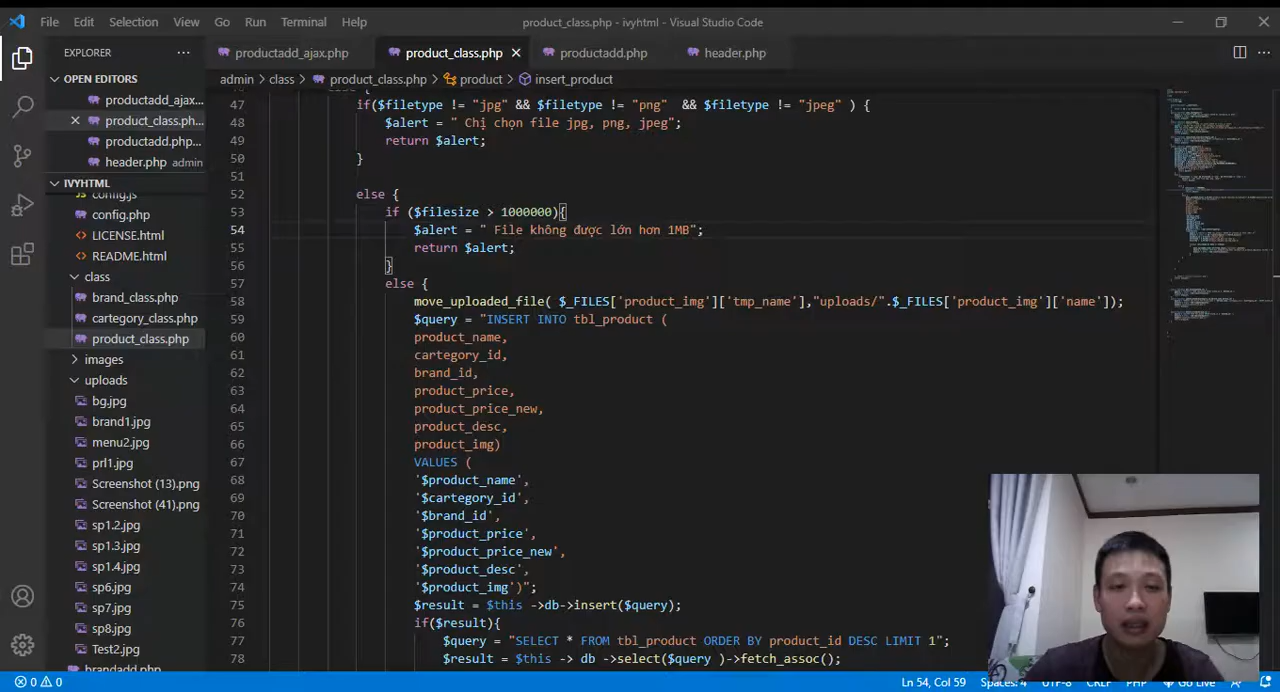 File Edit Selection View Go Run Terminal Help
product_class.php - ivyhtml - Visual Studio Code
EXPLORER
productadd_ajax.php product_class.php productadd.php header.php
OPEN EDITORS
admin > class > product_class.php > product > insert_product
productadd_ajax...
product_class.ph...
productadd.php...
header.php admin
IVYHTML
config.js
config.php
LICENSE.html
README.html
class
brand_class.php
cartegory_class.php
product_class.php
images
uploads
bg.jpg
brand1.jpg
menu2.jpg
prl1.jpg
Screenshot (13).png
Screenshot (41).png
sp1.2.jpg
sp1.3.jpg
sp1.4.jpg
sp6.jpg
sp7.jpg
sp8.jpg
Test2.jpg
brandadd.php
47 if($filetype != "jpg" && $filetype != "png" && $filetype != "jpeg" ) {
48 $alert = " Chỉ chọn file jpg, png, jpeg";
49 return $alert;
50 }
51
52 else {
53 if ($filesize > 1000000){
54 $alert = " File không được lớn hơn 1MB";
55 return $alert;
56 }
57 else {
58 move_uploaded_file( $_FILES['product_img']['tmp_name'],"uploads/".$_FILES['product_img']['name']);
59 $query = "INSERT INTO tbl_product (
60 product_name,
61 cartegory_id,
62 brand_id,
63 product_price,
64 product_price_new,
65 product_desc,
66 product_img)
67 VALUES (
68 '$product_name',
69 '$cartegory_id',
70 '$brand_id',
71 '$product_price',
72 '$product_price_new',
73 '$product_desc',
74 '$product_img')";
75 $result = $this ->db->insert($query);
76 if($result){
77 $query = "SELECT * FROM tbl_product ORDER BY product_id DESC LIMIT 1";
78 $result = $this -> db ->select($query )->fetch_assoc();
0 0 Ln 54, Col 59 Spaces: 4 UTF-8 CRLF PHP Go Live